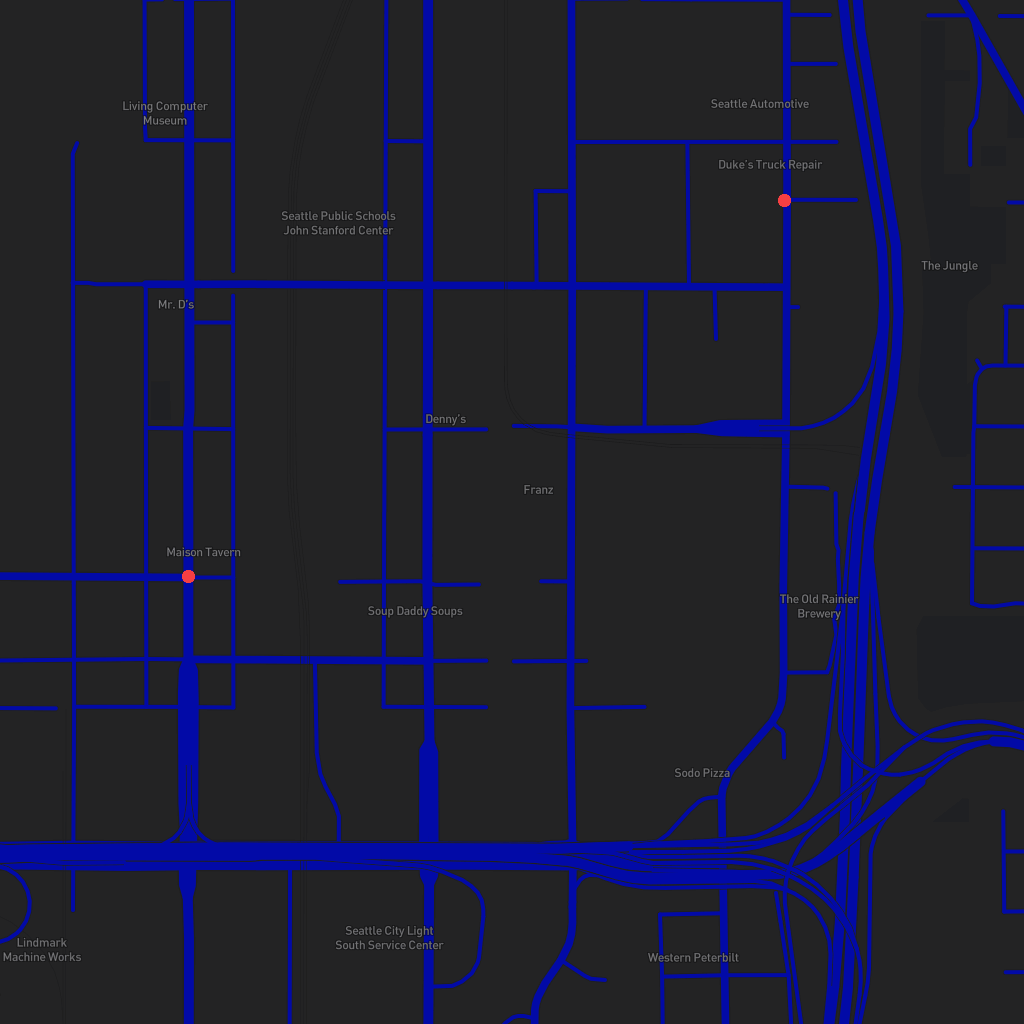 Living Computer
Museum
Seattle Automotive
Duke's Truck Repair
Seattle Public Schools
John Stanford Center
The Jungle
Mr. D's
Denny's
Franz
Maison Tavern
Soup Daddy Soups
The Old Rainier
Brewery
Sodo Pizza
Seattle City Light
South Service Center
Lindmark
Machine Works
Western Peterbilt